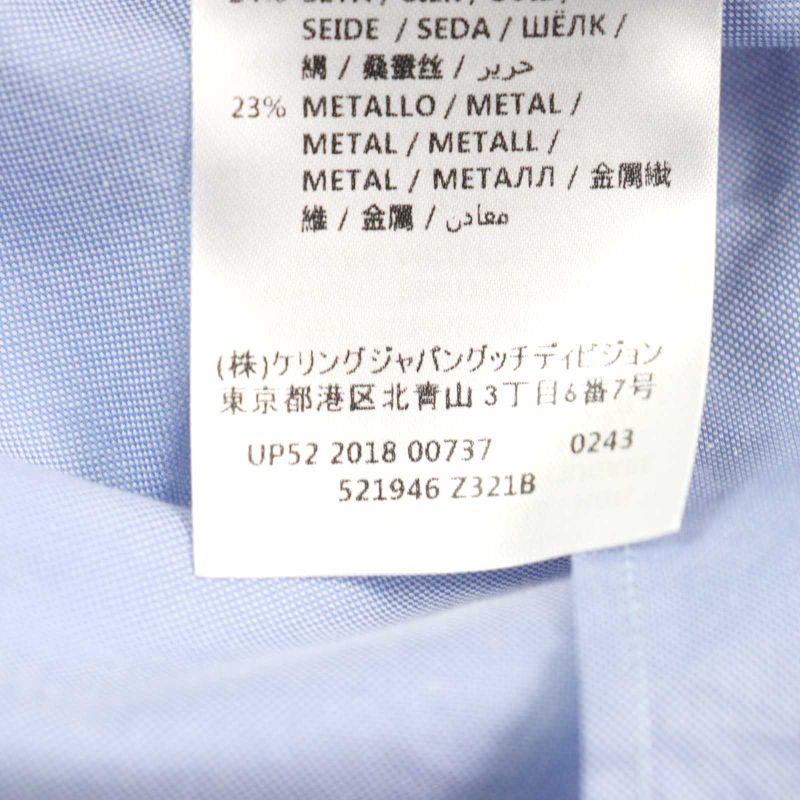 SEIDE / SEDA / ШЁЛК /
絹 / 桑蚕丝 / حرير
23% METALLO / METAL /
METAL / METALL /
METAL / МЕТАЛЛ / 金属繊
維 / 金属 / معادن
(株)ケリングジャパングッチディビジョン
東京都港区北青山 3丁目6番7号
UP52 2018 00737 0243
521946 Z321B